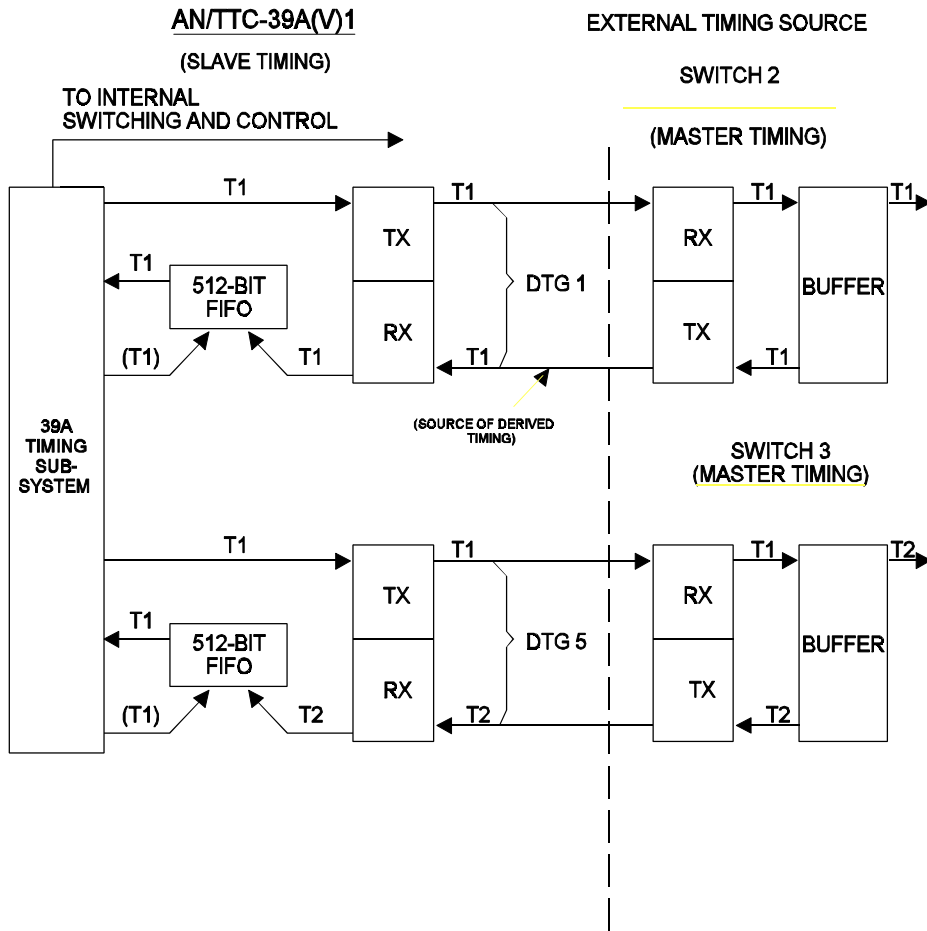 AN/TTC-39A(V)1
(SLAVE TIMING)
EXTERNAL TIMING SOURCE
SWITCH 2
(MASTER TIMING)
TO INTERNAL
SWITCHING AND CONTROL
T1
T1
T1
T1
TX
RX
TX
RX
BUFFER
T1
512-BIT
FIFO
(T1)
T1
DTG 1
T1
T1
(SOURCE OF DERIVED
TIMING)
39A
TIMING
SUB-
SYSTEM
SWITCH 3
(MASTER TIMING)
T1
T1
T1
T2
TX
RX
RX
TX
BUFFER
T1
512-BIT
FIFO
(T1)
T2
DTG 5
T2
T2